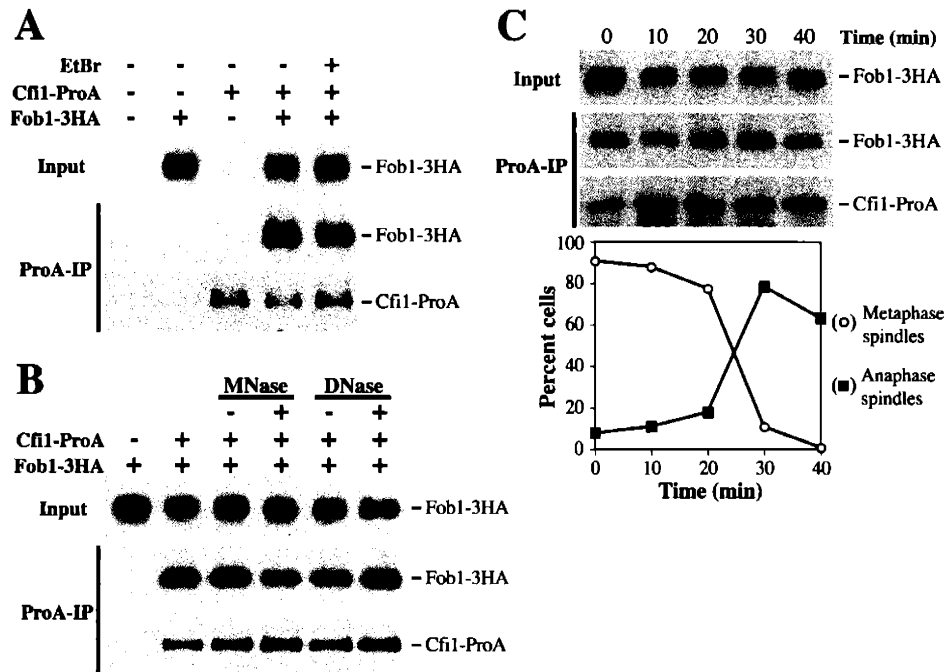 A
EtBr - - - - +
Cfi1-ProA - - + + +
Fob1-3HA - + - + +
Input
- Fob1-3HA
ProA-IP
- Fob1-3HA
Cfi1-ProA
B
MNase DNase
- + - +
Cfi1-ProA - + + + + +
Fob1-3HA + + + + + +
Input
- Fob1-3HA
ProA-IP
- Fob1-3HA
- Cfi1-ProA
C
0 10 20 30 40 Time (min)
Input
- Fob1-3HA
ProA-IP
- Fob1-3HA
- Cfi1-ProA
Percent cells
100
80
60
40
20
0
0 10 20 30 40
Time (min)
(○) Metaphase
spindles
(■) Anaphase
spindles